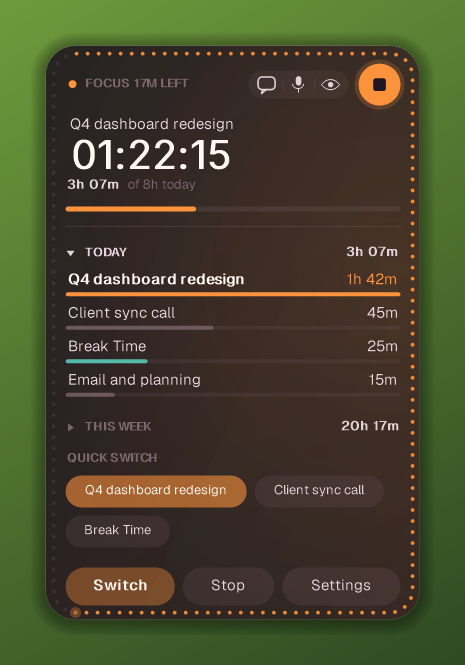 FOCUS 17M LEFT
Q4 dashboard redesign
01:22:15
3h 07m of 8h today
TODAY 3h 07m
Q4 dashboard redesign 1h 42m
Client sync call 45m
Break Time 25m
Email and planning 15m
THIS WEEK 20h 17m
QUICK SWITCH
Q4 dashboard redesign Client sync call
Break Time
Switch Stop Settings